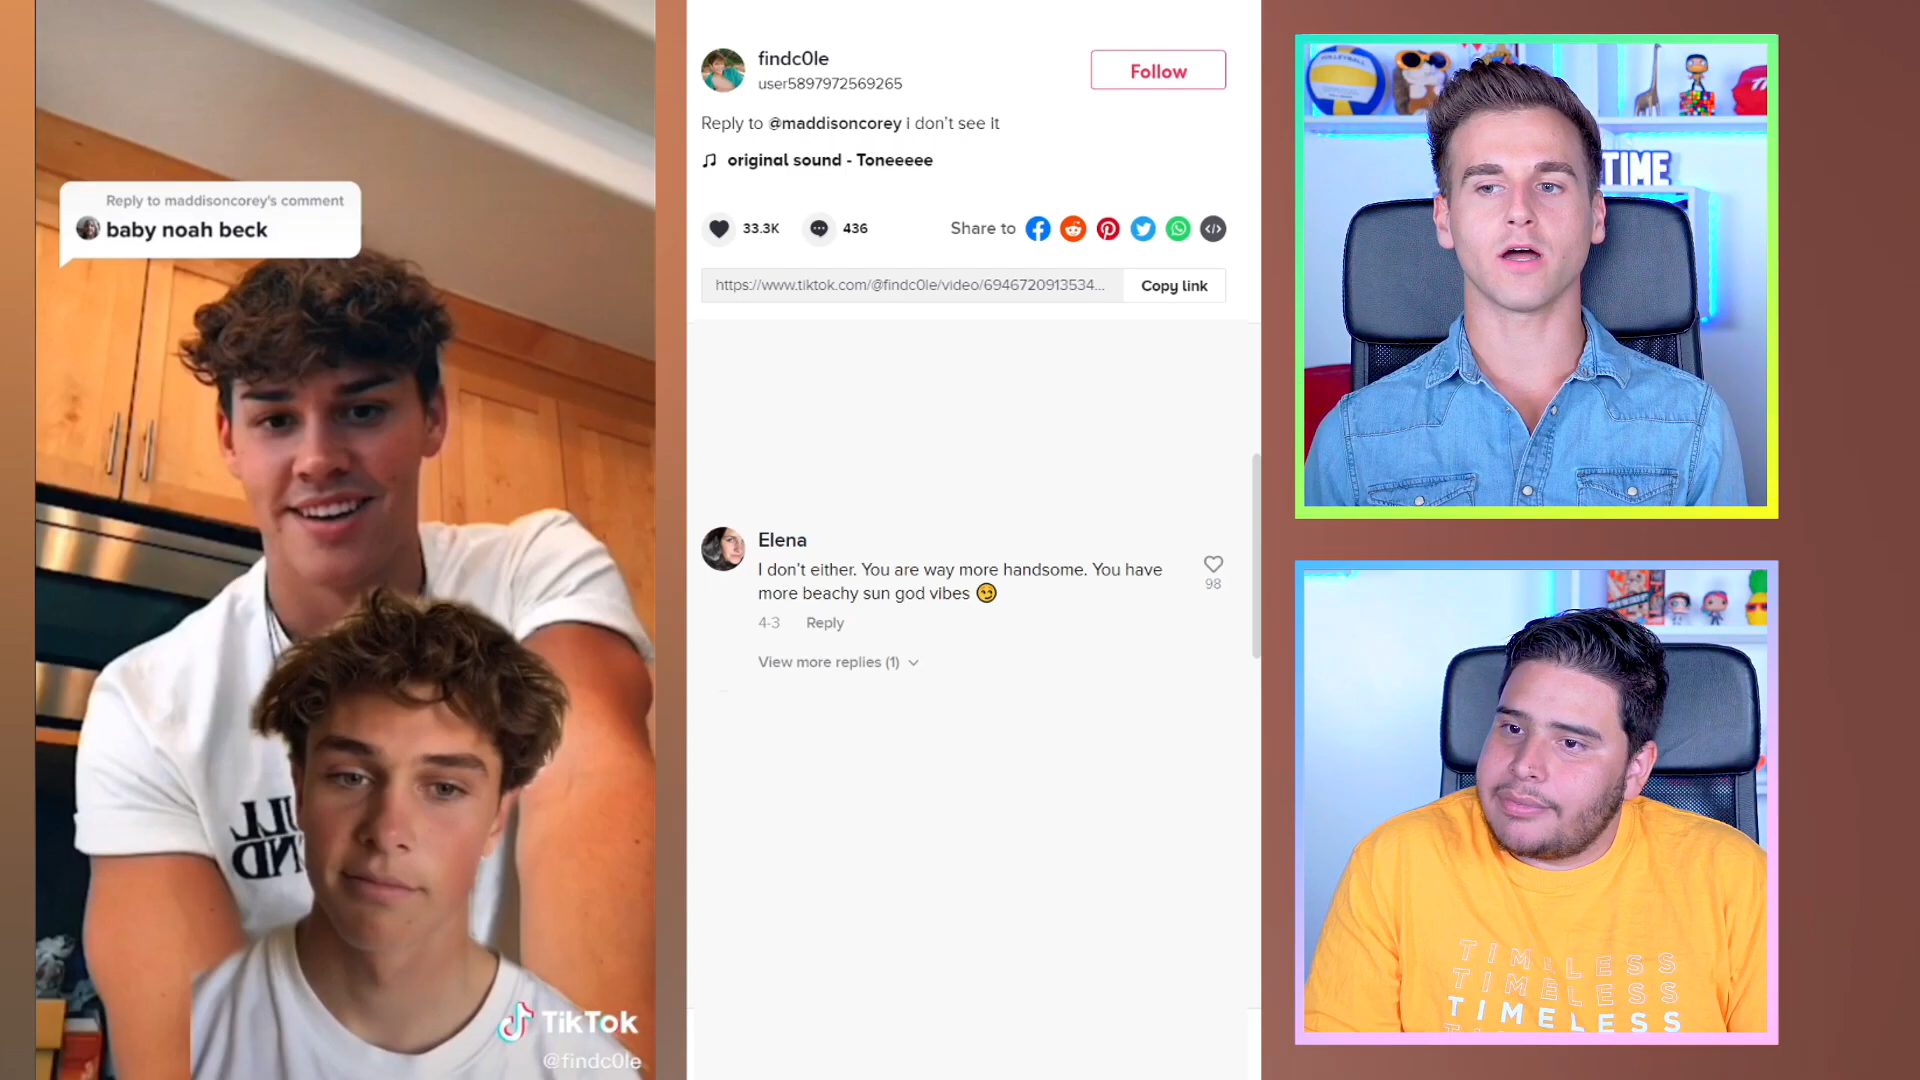 Reply to maddisoncorey's comment
baby noah beck
TikTok
@findc0le
findc0le
user5897972569265
Follow
Reply to @maddisoncorey i don't see it
original sound - Toneeeee
33.3K
436
Share to
https://www.tiktok.com/@findc0le/video/6946720913534...
Copy link
Elena
I don't either. You are way more handsome. You have
more beachy sun god vibes 😏
98
4-3 Reply
View more replies (1)
TIME
TIMELESS
TIMELESS
TIMELESS
TIMELESS